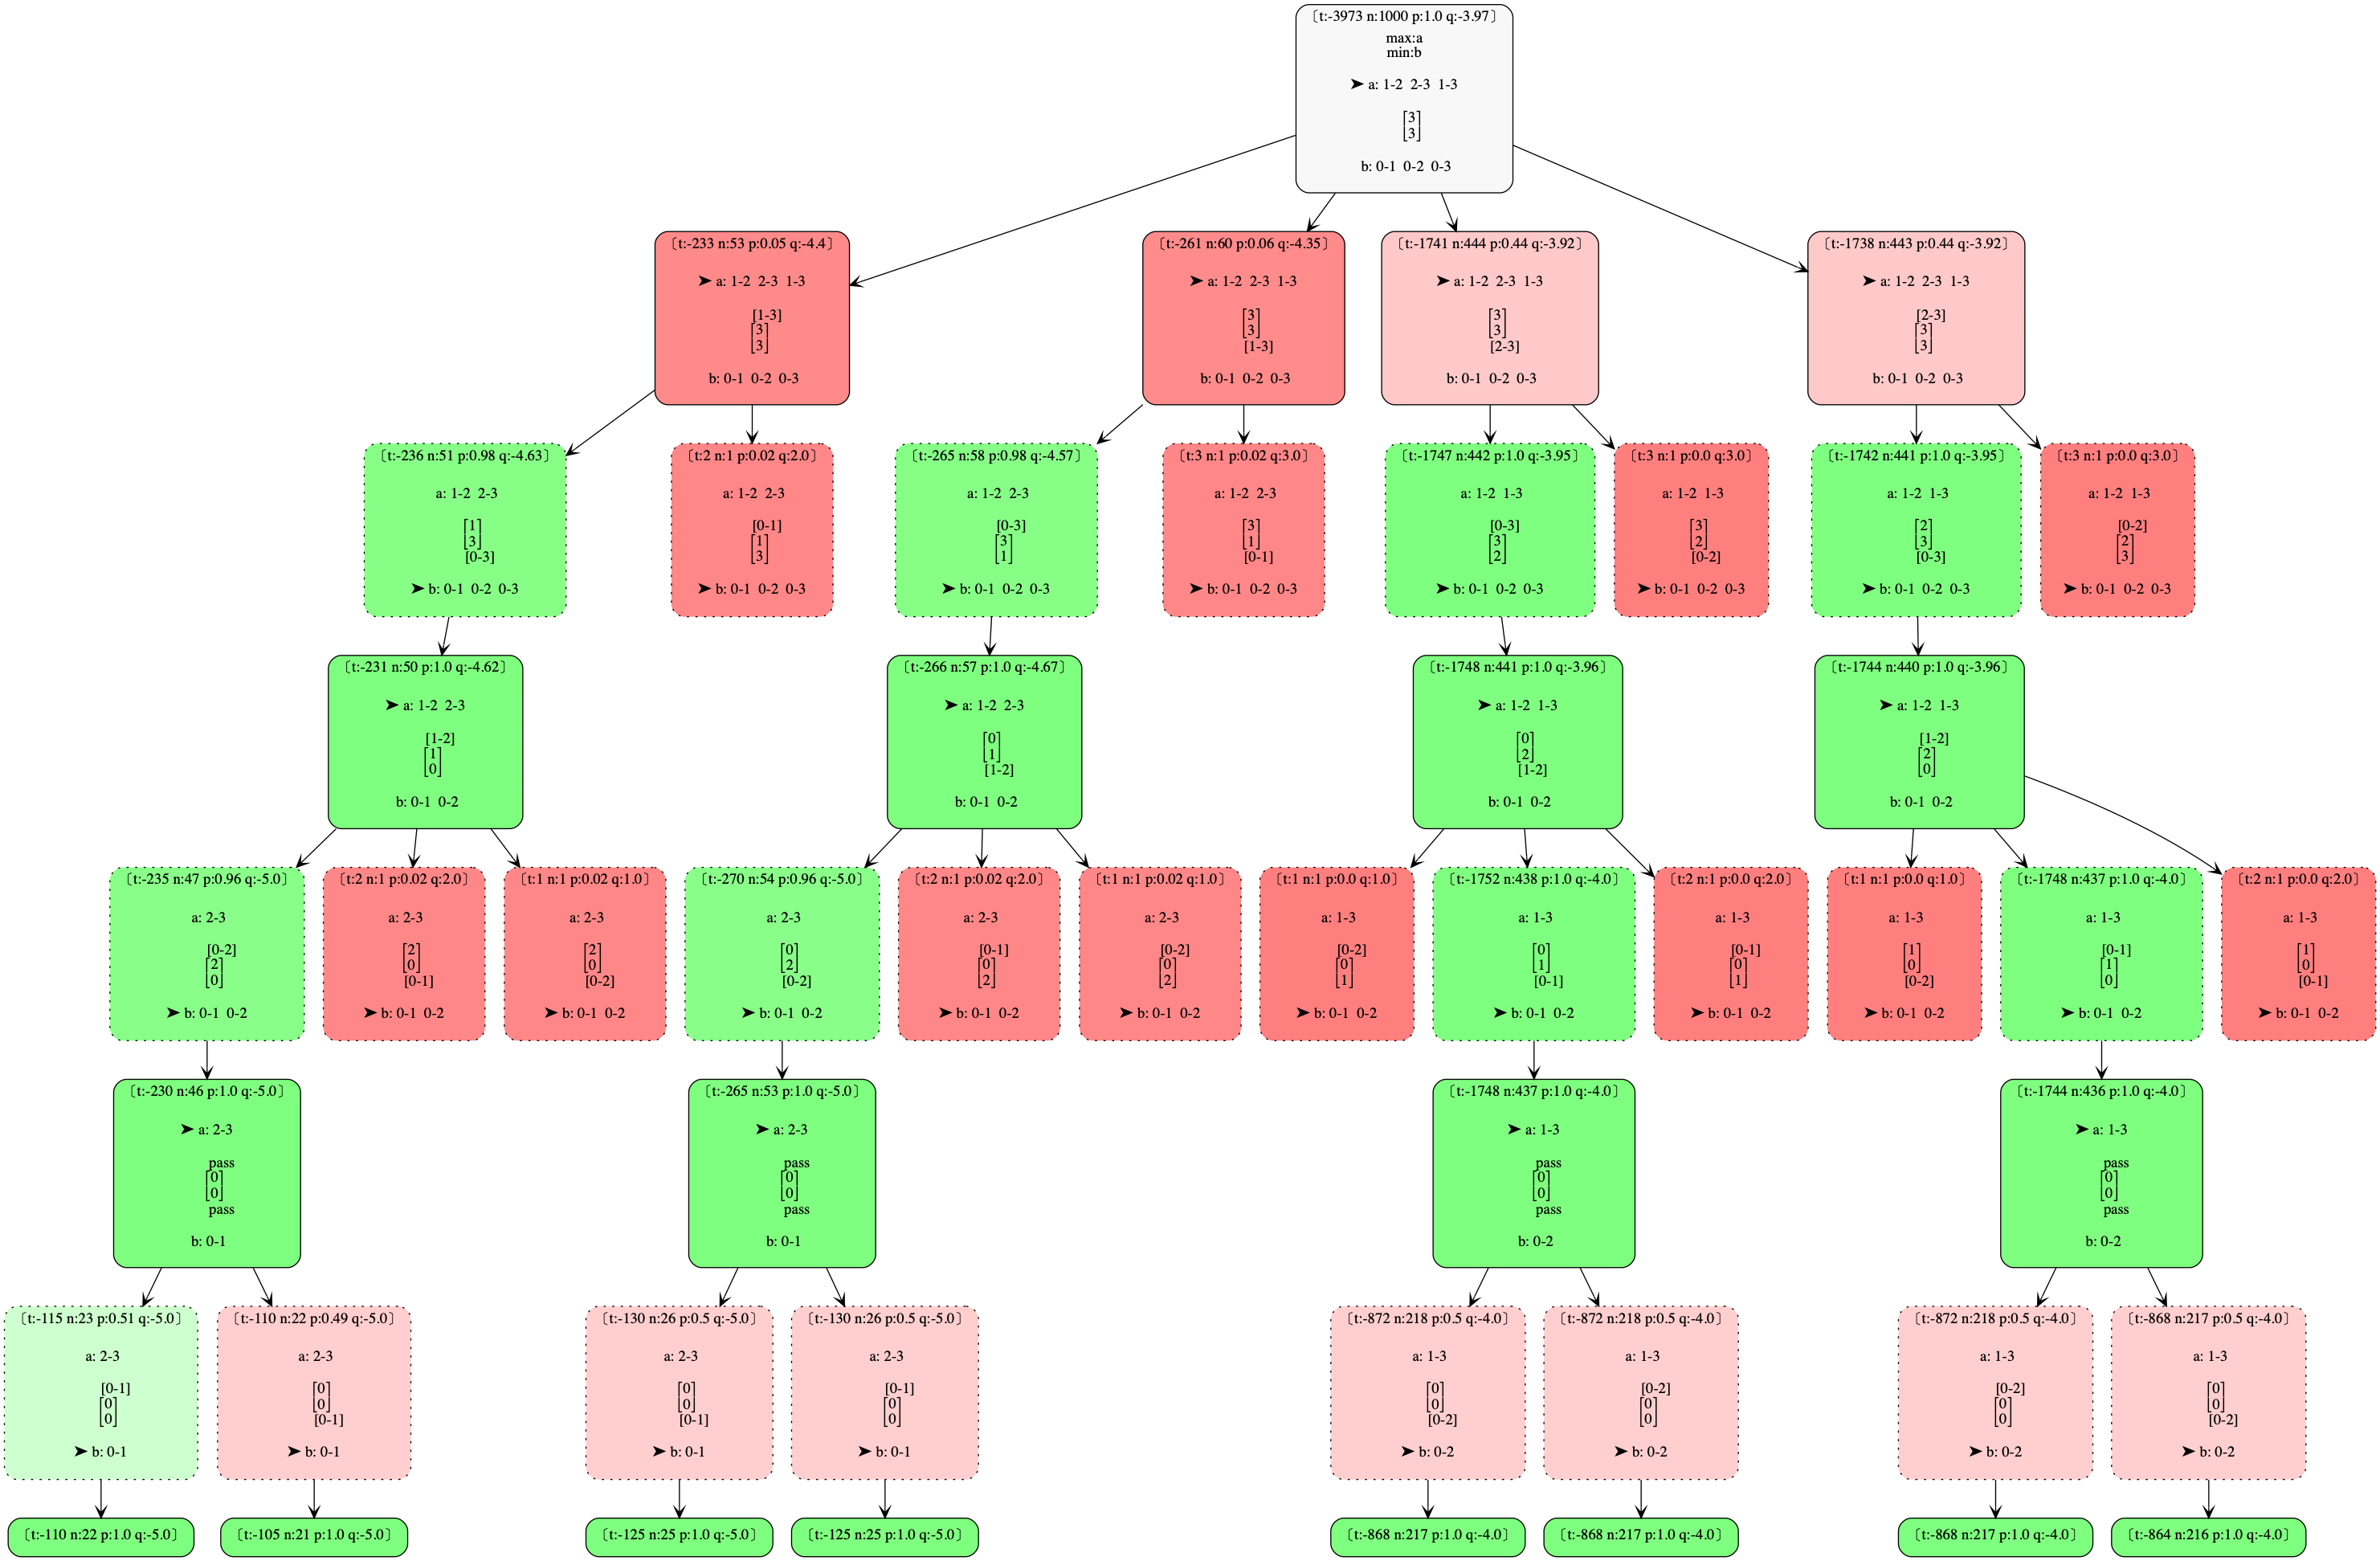 〔t:-3973 n:1000 p:1.0 q:-3.97〕
max:a
min:b
➤ a: 1-2 2-3 1-3
[3]
[3]
b: 0-1 0-2 0-3
〔t:-233 n:53 p:0.05 q:-4.4〕
➤ a: 1-2 2-3 1-3
[1-3]
[3]
[3]
b: 0-1 0-2 0-3
〔t:-261 n:60 p:0.06 q:-4.35〕
➤ a: 1-2 2-3 1-3
[3]
[3]
[1-3]
b: 0-1 0-2 0-3
〔t:-1741 n:444 p:0.44 q:-3.92〕
➤ a: 1-2 2-3 1-3
[3]
[3]
[2-3]
b: 0-1 0-2 0-3
〔t:-1738 n:443 p:0.44 q:-3.92〕
➤ a: 1-2 2-3 1-3
[2-3]
[3]
[3]
b: 0-1 0-2 0-3
〔t:-236 n:51 p:0.98 q:-4.63〕
a: 1-2 2-3
[1]
[3]
[0-3]
➤ b: 0-1 0-2 0-3
〔t:2 n:1 p:0.02 q:2.0〕
a: 1-2 2-3
[0-1]
[1]
[3]
➤ b: 0-1 0-2 0-3
〔t:-265 n:58 p:0.98 q:-4.57〕
a: 1-2 2-3
[0-3]
[3]
[1]
➤ b: 0-1 0-2 0-3
〔t:3 n:1 p:0.02 q:3.0〕
a: 1-2 2-3
[3]
[1]
[0-1]
➤ b: 0-1 0-2 0-3
〔t:-1747 n:442 p:1.0 q:-3.95〕
a: 1-2 1-3
[0-3]
[3]
[2]
➤ b: 0-1 0-2 0-3
〔t:3 n:1 p:0.0 q:3.0〕
a: 1-2 1-3
[3]
[2]
[0-2]
➤ b: 0-1 0-2 0-3
〔t:-1742 n:441 p:1.0 q:-3.95〕
a: 1-2 1-3
[2]
[3]
[0-3]
➤ b: 0-1 0-2 0-3
〔t:3 n:1 p:0.0 q:3.0〕
a: 1-2 1-3
[0-2]
[2]
[3]
➤ b: 0-1 0-2 0-3
〔t:-231 n:50 p:1.0 q:-4.62〕
➤ a: 1-2 2-3
[1-2]
[1]
[0]
b: 0-1 0-2
〔t:-266 n:57 p:1.0 q:-4.67〕
➤ a: 1-2 2-3
[0]
[1]
[1-2]
b: 0-1 0-2
〔t:-1748 n:441 p:1.0 q:-3.96〕
➤ a: 1-2 1-3
[0]
[2]
[1-2]
b: 0-1 0-2
〔t:-1744 n:440 p:1.0 q:-3.96〕
➤ a: 1-2 1-3
[1-2]
[2]
[0]
b: 0-1 0-2
〔t:-235 n:47 p:0.96 q:-5.0〕
a: 2-3
[0-2]
[2]
[0]
➤ b: 0-1 0-2
〔t:2 n:1 p:0.02 q:2.0〕
a: 2-3
[2]
[0]
[0-1]
➤ b: 0-1 0-2
〔t:1 n:1 p:0.02 q:1.0〕
a: 2-3
[2]
[0]
[0-2]
➤ b: 0-1 0-2
〔t:-270 n:54 p:0.96 q:-5.0〕
a: 2-3
[0]
[2]
[0-2]
➤ b: 0-1 0-2
〔t:2 n:1 p:0.02 q:2.0〕
a: 2-3
[0-1]
[0]
[2]
➤ b: 0-1 0-2
〔t:1 n:1 p:0.02 q:1.0〕
a: 2-3
[0-2]
[0]
[2]
➤ b: 0-1 0-2
〔t:1 n:1 p:0.0 q:1.0〕
a: 1-3
[0-2]
[0]
[1]
➤ b: 0-1 0-2
〔t:-1752 n:438 p:1.0 q:-4.0〕
a: 1-3
[0]
[1]
[0-1]
➤ b: 0-1 0-2
〔t:2 n:1 p:0.0 q:2.0〕
a: 1-3
[0-1]
[0]
[1]
➤ b: 0-1 0-2
〔t:1 n:1 p:0.0 q:1.0〕
a: 1-3
[1]
[0]
[0-2]
➤ b: 0-1 0-2
〔t:-1748 n:437 p:1.0 q:-4.0〕
a: 1-3
[0-1]
[1]
[0]
➤ b: 0-1 0-2
〔t:2 n:1 p:0.0 q:2.0〕
a: 1-3
[1]
[0]
[0-1]
➤ b: 0-1 0-2
〔t:-230 n:46 p:1.0 q:-5.0〕
➤ a: 2-3
pass
[0]
[0]
pass
b: 0-1
〔t:-265 n:53 p:1.0 q:-5.0〕
➤ a: 2-3
pass
[0]
[0]
pass
b: 0-1
〔t:-1748 n:437 p:1.0 q:-4.0〕
➤ a: 1-3
pass
[0]
[0]
pass
b: 0-2
〔t:-1744 n:436 p:1.0 q:-4.0〕
➤ a: 1-3
pass
[0]
[0]
pass
b: 0-2
〔t:-115 n:23 p:0.51 q:-5.0〕
a: 2-3
[0-1]
[0]
[0]
➤ b: 0-1
〔t:-110 n:22 p:0.49 q:-5.0〕
a: 2-3
[0]
[0]
[0-1]
➤ b: 0-1
〔t:-130 n:26 p:0.5 q:-5.0〕
a: 2-3
[0]
[0]
[0-1]
➤ b: 0-1
〔t:-130 n:26 p:0.5 q:-5.0〕
a: 2-3
[0-1]
[0]
[0]
➤ b: 0-1
〔t:-872 n:218 p:0.5 q:-4.0〕
a: 1-3
[0]
[0]
[0-2]
➤ b: 0-2
〔t:-872 n:218 p:0.5 q:-4.0〕
a: 1-3
[0-2]
[0]
[0]
➤ b: 0-2
〔t:-872 n:218 p:0.5 q:-4.0〕
a: 1-3
[0-2]
[0]
[0]
➤ b: 0-2
〔t:-868 n:217 p:0.5 q:-4.0〕
a: 1-3
[0]
[0]
[0-2]
➤ b: 0-2
〔t:-110 n:22 p:1.0 q:-5.0〕
〔t:-105 n:21 p:1.0 q:-5.0〕
〔t:-125 n:25 p:1.0 q:-5.0〕
〔t:-125 n:25 p:1.0 q:-5.0〕
〔t:-868 n:217 p:1.0 q:-4.0〕
〔t:-868 n:217 p:1.0 q:-4.0〕
〔t:-868 n:217 p:1.0 q:-4.0〕
〔t:-864 n:216 p:1.0 q:-4.0〕